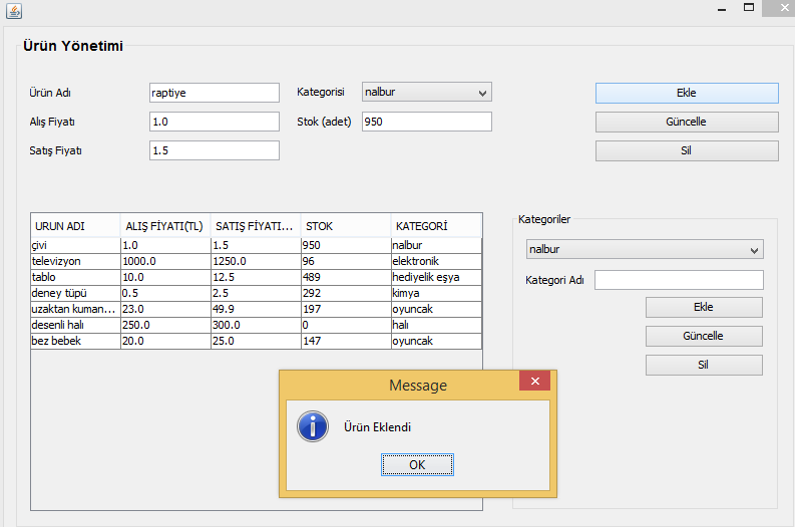 Ürün Yönetimi
Ürün Adı raptiye Kategorisi nalbur Ekle
Alış Fiyatı 1.0 Stok (adet) 950 Güncelle
Satış Fiyatı 1.5 Sil
URUN ADI ALIŞ FİYATI(TL) SATIŞ FİYATI... STOK KATEGORİ
çivi 1.0 1.5 950 nalbur
televizyon 1000.0 1250.0 96 elektronik
tablo 10.0 12.5 489 hediyelik eşya
deney tüpü 0.5 2.5 292 kimya
uzaktan kuman... 23.0 49.9 197 oyuncak
desenli halı 250.0 300.0 0 halı
bez bebek 20.0 25.0 147 oyuncak
Kategoriler
nalbur
Kategori Adı
Ekle
Güncelle
Sil
Message
Ürün Eklendi
OK